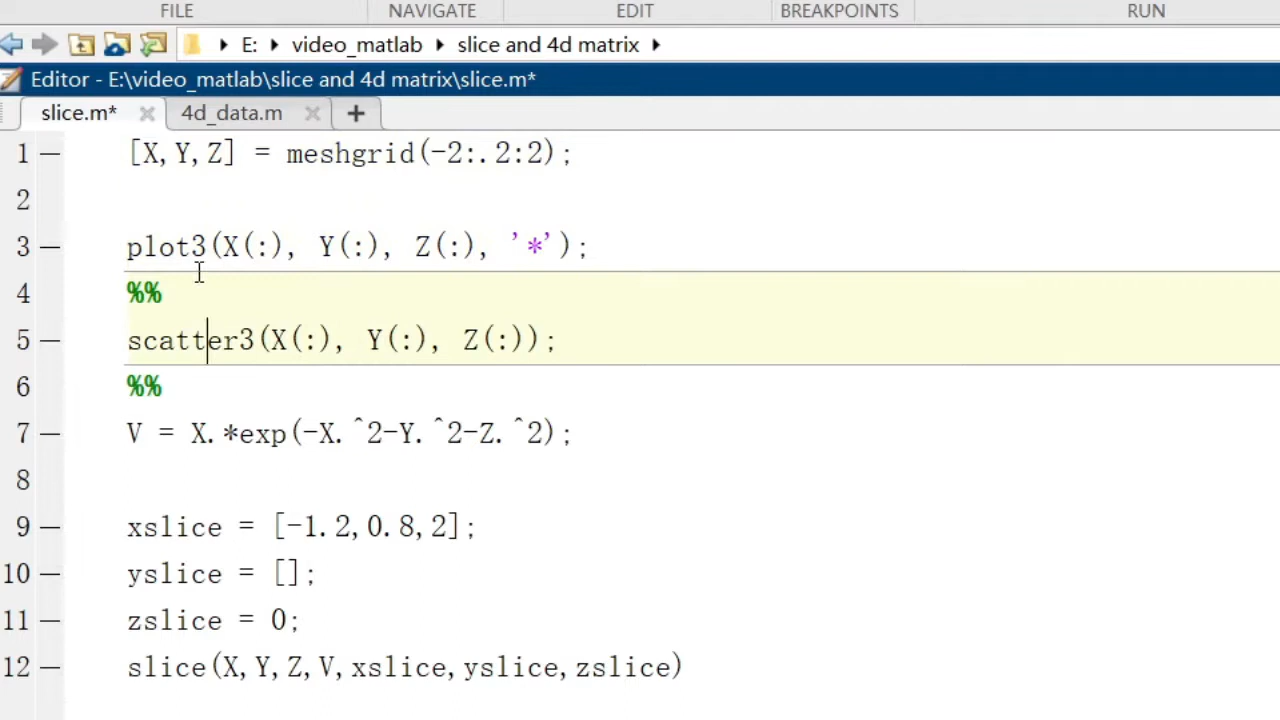 FILE NAVIGATE EDIT BREAKPOINTS RUN
E: video_matlab slice and 4d matrix
Editor - E:\video_matlab\slice and 4d matrix\slice.m*
slice.m* 4d_data.m
1 [X,Y,Z] = meshgrid(-2:.2:2);
2
3 plot3(X(:), Y(:), Z(:), '*');
4 %%
5 scatter3(X(:), Y(:), Z(:));
6 %%
7 V = X.*exp(-X.^2-Y.^2-Z.^2);
8
9 xslice = [-1.2,0.8,2];
10 yslice = [];
11 zslice = 0;
12 slice(X,Y,Z,V,xslice,yslice,zslice)